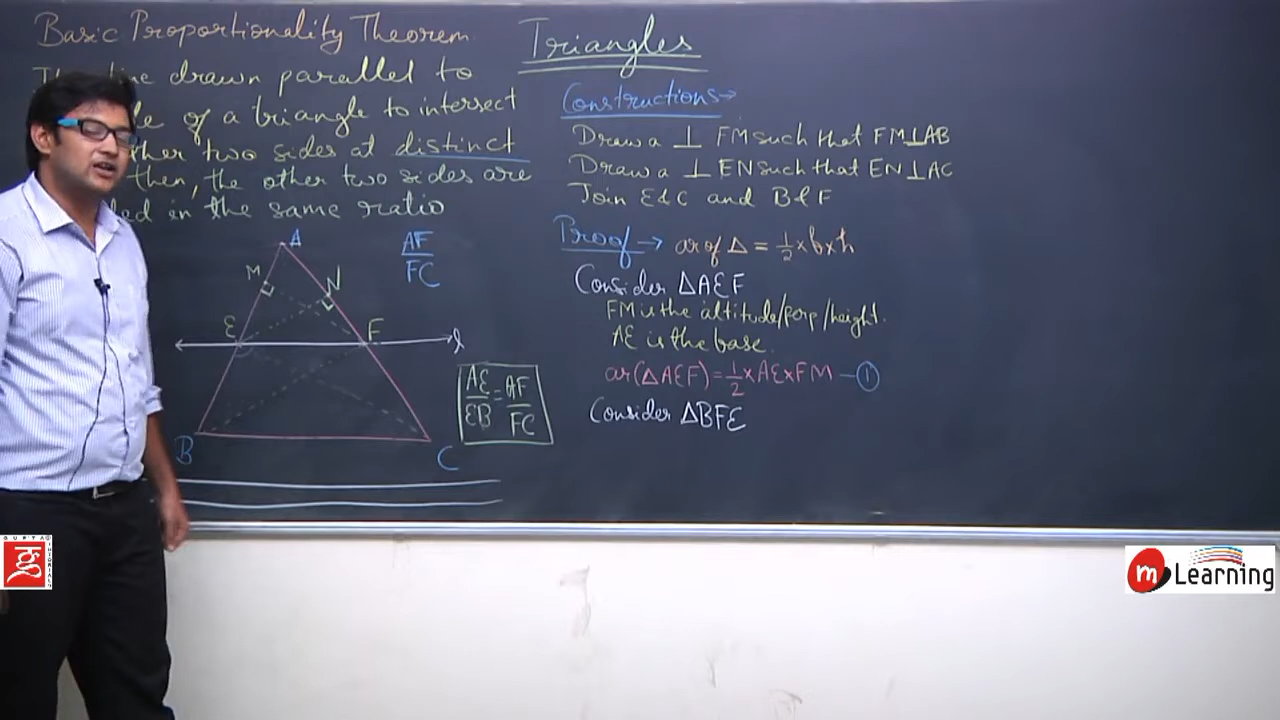 Basic Proportionality Theorem
Triangles
drawn parallel to
of a triangle to intersect
two sides at distinct
then, the other two sides are
in the same ratio
Constructions→
Draw a ⊥ FM such that FM⊥AB
Draw a ⊥ EN such that EN⊥AC
Join E&C and B&F
Proof→ ar of Δ = 1/2×b×h
Consider ΔAEF
FM is the altitude/perp/height.
AE is the base.
ar(ΔAEF)=1/2×AE×FM —①
Consider ΔBFE
A
M
N
E
F
l
B
C
AF/FC
AE/EB=AF/FC
GUPTA TUTORIALS
m Learning